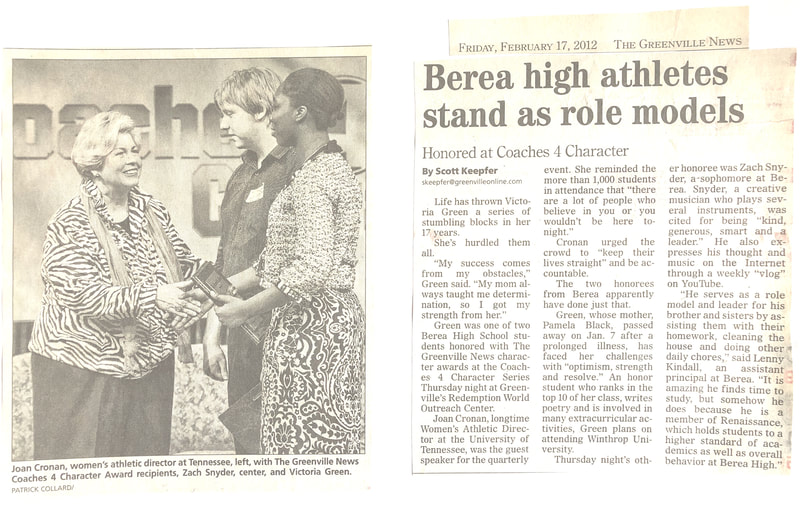 oaches
C
Joan Cronan, women's athletic director at Tennessee, left, with The Greenville News
Coaches 4 Character Award recipients, Zach Snyder, center, and Victoria Green.
PATRICK COLLARD/
FRIDAY, FEBRUARY 17, 2012 THE GREENVILLE NEWS
Berea high athletes
stand as role models
Honored at Coaches 4 Character
By Scott Keepfer
skeepfer@greenvilleonline.com
Life has thrown Victo-
ria Green a series of
stumbling blocks in her
17 years.
She's hurdled them
all.
"My success comes
from my obstacles,"
Green said. "My mom al-
ways taught me determi-
nation, so I got my
strength from her."
Green was one of two
Berea High School stu-
dents honored with The
Greenville News charac-
ter awards at the Coach-
es 4 Character Series
Thursday night at Green-
ville's Redemption World
Outreach Center.
Joan Cronan, longtime
Women's Athletic Direc-
tor at the University of
Tennessee, was the guest
speaker for the quarterly
event. She reminded the
more than 1,000 students
in attendance that "there
are a lot of people who
believe in you or you
wouldn't be here to-
night."
Cronan urged the
crowd to "keep their
lives straight" and be ac-
countable.
The two honorees
from Berea apparently
have done just that.
Green, whose mother,
Pamela Black, passed
away on Jan. 7 after a
prolonged illness, has
faced her challenges
with "optimism, strength
and resolve." An honor
student who ranks in the
top 10 of her class, writes
poetry and is involved in
many extracurricular ac-
tivities, Green plans on
attending Winthrop Uni-
versity.
Thursday night's oth-
er honoree was Zach Sny-
der, a sophomore at Be-
rea. Snyder, a creative
musician who plays sev-
eral instruments, was
cited for being "kind,
generous, smart and a
leader." He also ex-
presses his thought and
music on the Internet
through a weekly "vlog"
on YouTube.
"He serves as a role
model and leader for his
brother and sisters by as-
sisting them with their
homework, cleaning the
house and doing other
daily chores," said Lenny
Kindall, an assistant
principal at Berea. "It is
amazing he finds time to
study, but somehow he
does because he is a
member of Renaissance,
which holds students to a
higher standard of aca-
demics as well as overall
behavior at Berea High."